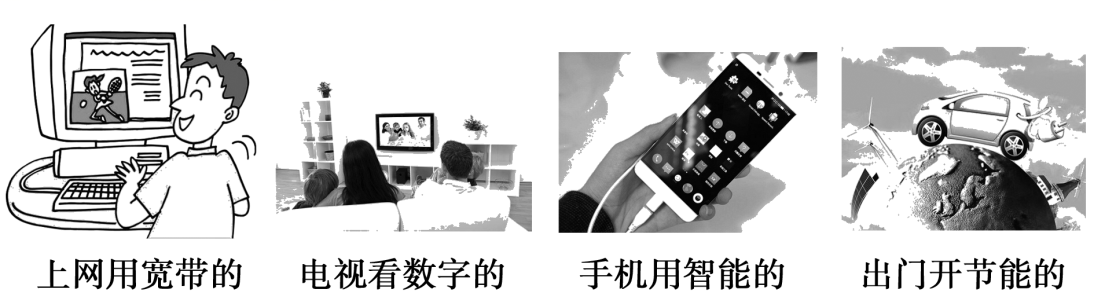 上网用宽带的
电视看数字的
手机用智能的
出门开节能的